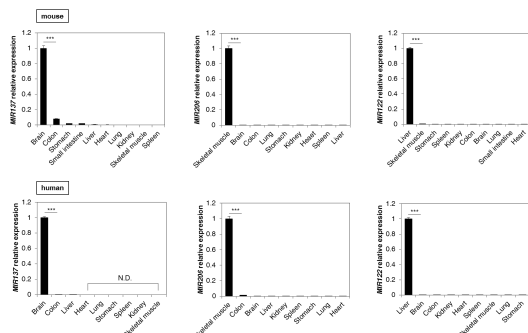 mouse
MIR137 relative expression
1.2
1
0.8
0.6
0.4
0.2
0
***
Brain
Colon
Stomach
Small intestine
Liver
Heart
Lung
Kidney
Skeletal muscle
Spleen
MIR206 relative expression
1.2
1
0.8
0.6
0.4
0.2
0
***
Skeletal muscle
Brain
Colon
Lung
Stomach
Kidney
Heart
Spleen
Liver
MIR122 relative expression
1.2
1
0.8
0.6
0.4
0.2
0
***
Liver
Skeletal muscle
Stomach
Spleen
Kidney
Colon
Brain
Lung
Small intestine
Heart
human
MIR137 relative expression
1.2
1
0.8
0.6
0.4
0.2
0
***
N.D.
Brain
Colon
Liver
Heart
Lung
Stomach
Spleen
Kidney
Skeletal muscle
MIR206 relative expression
1.2
1
0.8
0.6
0.4
0.2
0
***
Skeletal muscle
Colon
Brain
Liver
Kidney
Spleen
Stomach
Lung
Heart
MIR122 relative expression
1.2
1
0.8
0.6
0.4
0.2
0
***
Liver
Brain
Colon
Kidney
Heart
Spleen
Skeletal muscle
Lung
Stomach